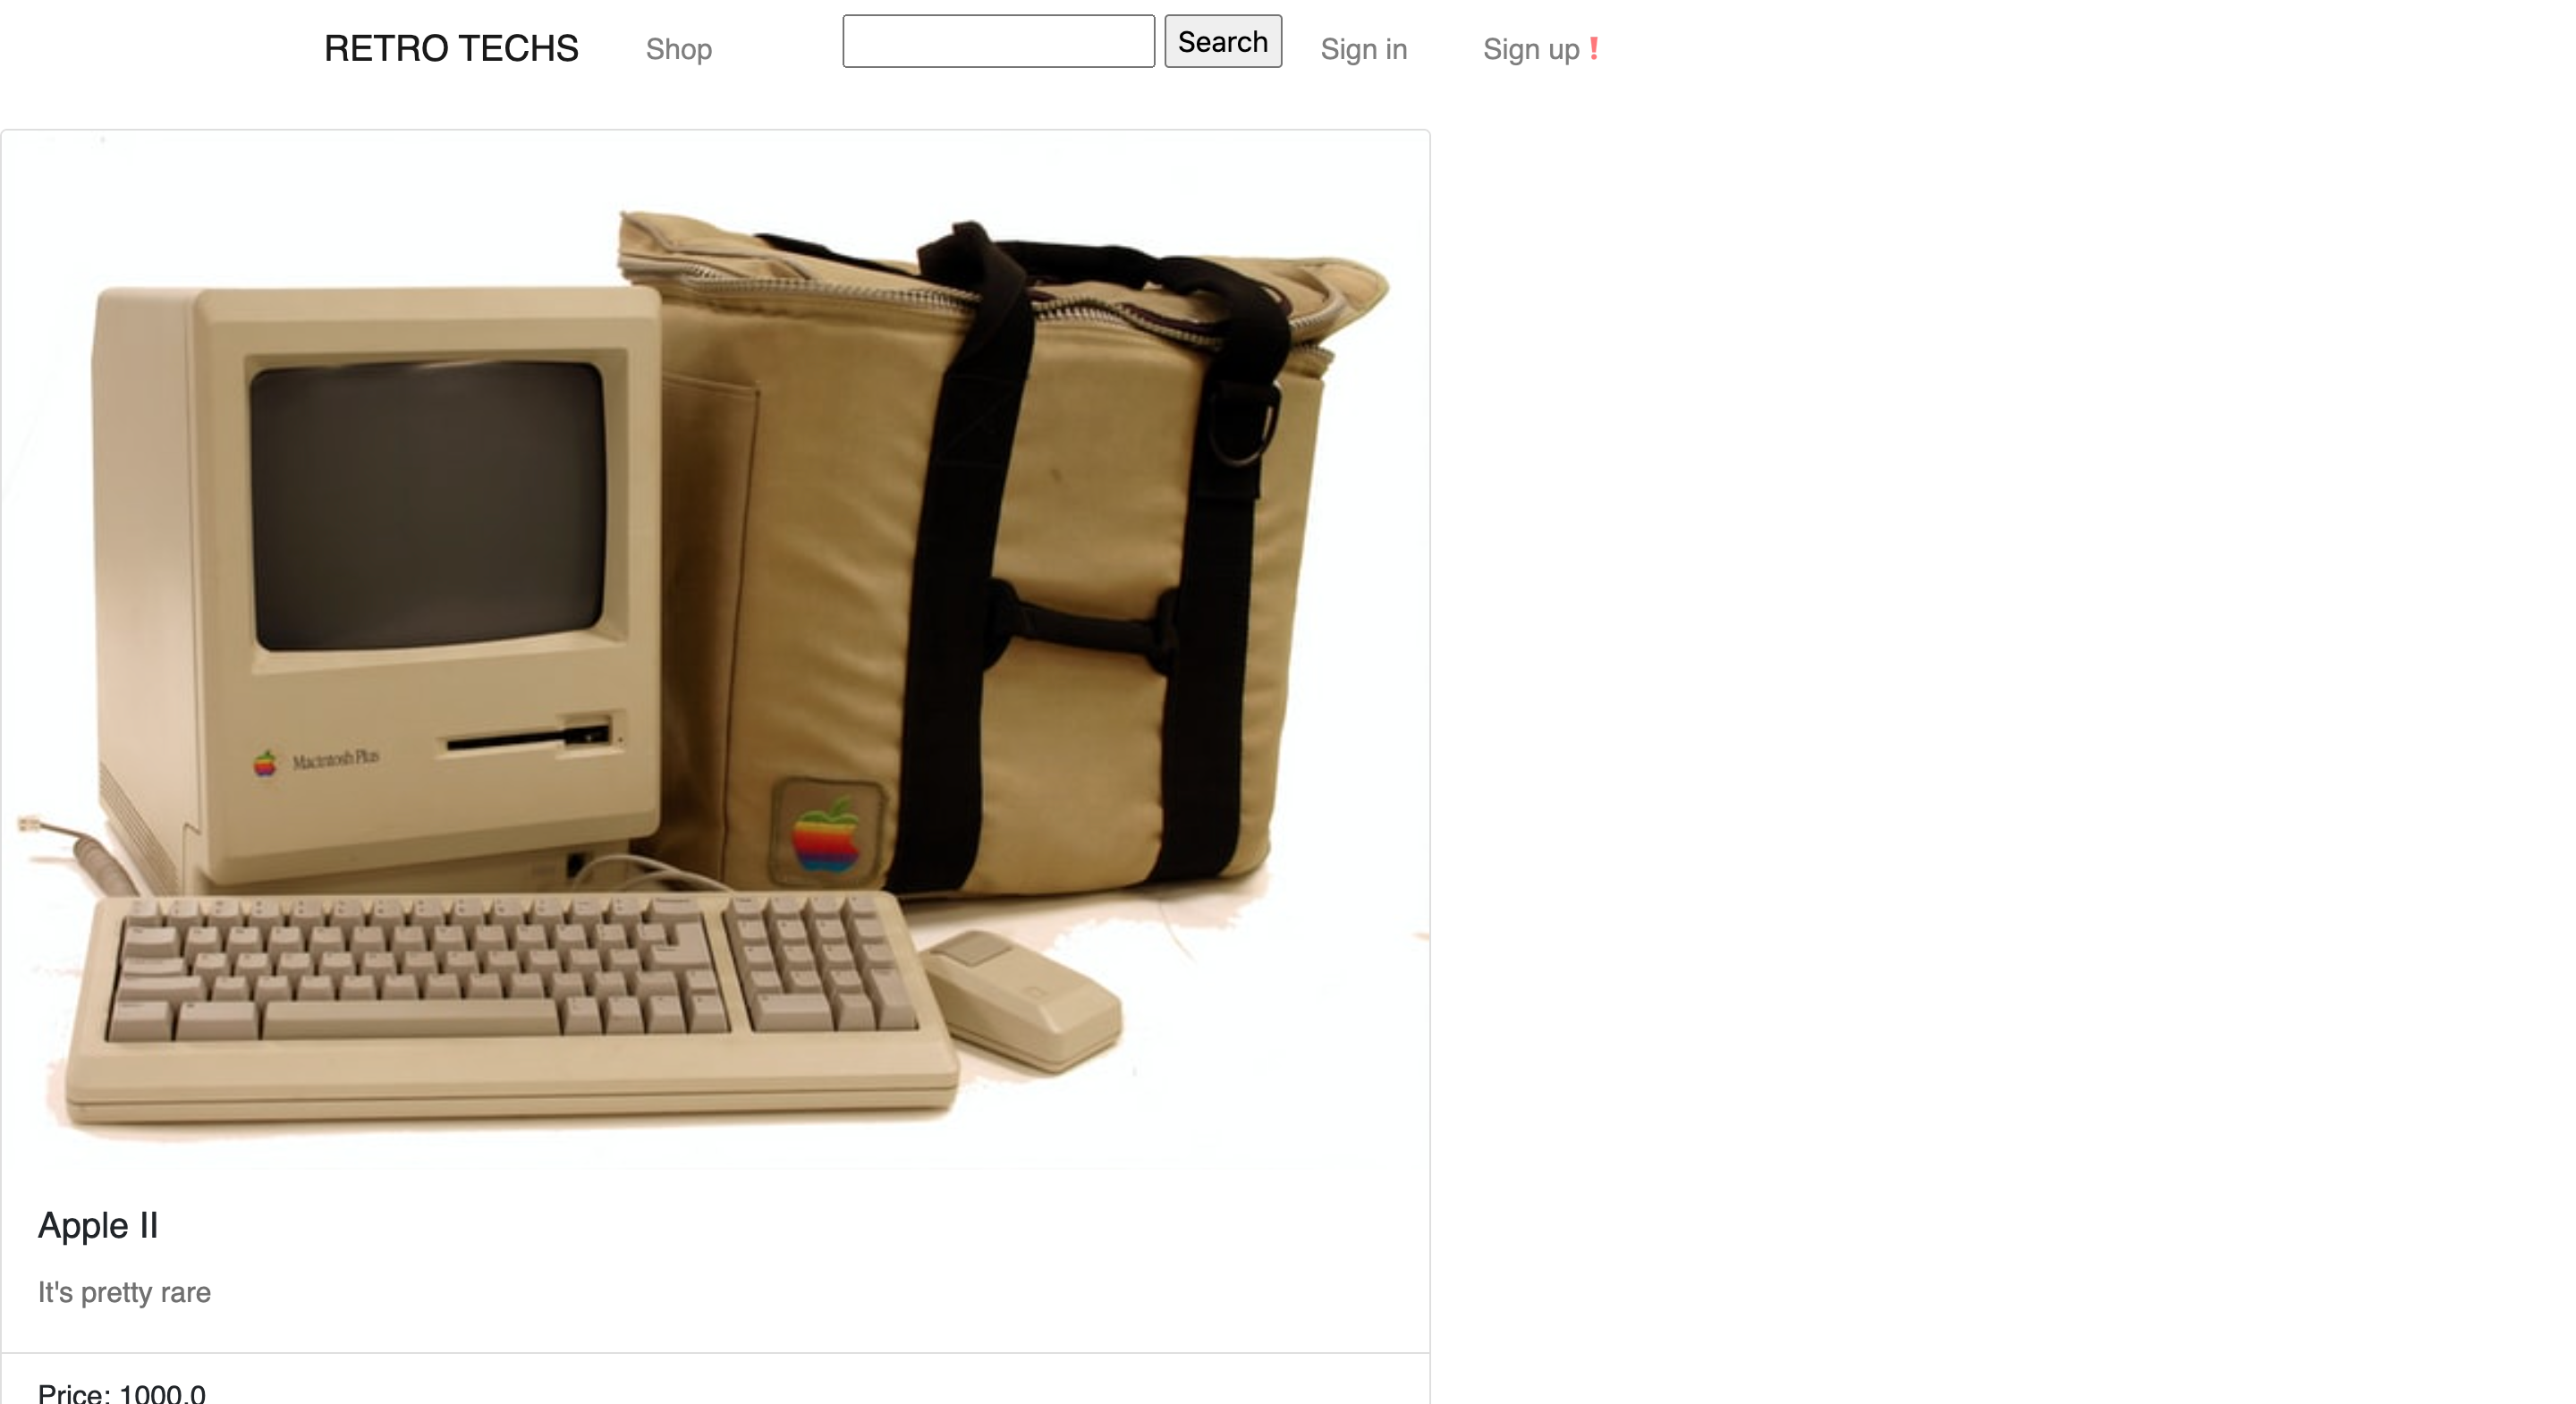 RETRO TECHS Shop Search Sign in Sign up !
Macintosh Plus
Apple II
It's pretty rare
Price: 1000.0